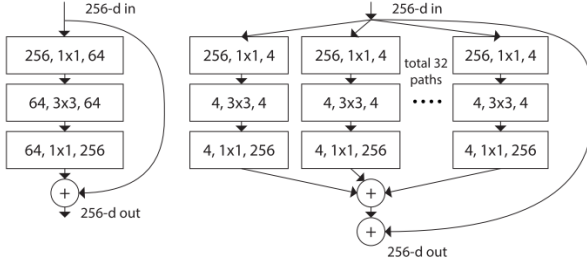 256-d in
256, 1x1, 64
64, 3x3, 64
64, 1x1, 256
+
256-d out
256-d in
256, 1x1, 4
256, 1x1, 4
total 32
paths
256, 1x1, 4
4, 3x3, 4
4, 3x3, 4
....
4, 3x3, 4
4, 1x1, 256
4, 1x1, 256
4, 1x1, 256
+
+
256-d out